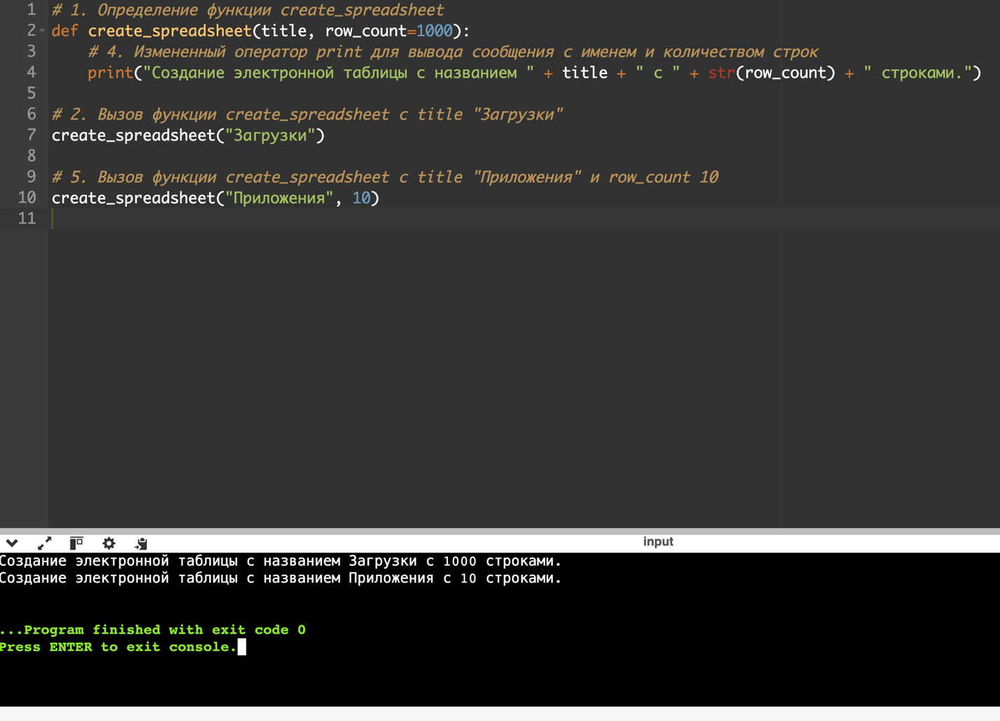 1 # 1. Определение функции create_spreadsheet
2 def create_spreadsheet(title, row_count=1000):
3 # 4. Измененный оператор print для вывода сообщения с именем и количеством строк
4 print("Создание электронной таблицы с названием " + title + " с " + str(row_count) + " строками.")
5
6 # 2. Вызов функции create_spreadsheet с title "Загрузки"
7 create_spreadsheet("Загрузки")
8
9 # 5. Вызов функции create_spreadsheet с title "Приложения" и row_count 10
10 create_spreadsheet("Приложения", 10)
11
input
Создание электронной таблицы с названием Загрузки с 1000 строками.
Создание электронной таблицы с названием Приложения с 10 строками.
...Program finished with exit code 0
Press ENTER to exit console.